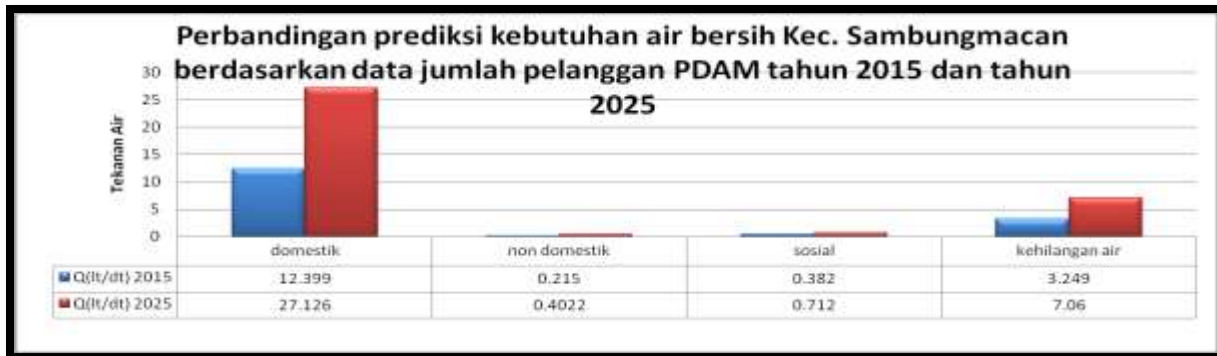 Perbandingan prediksi kebutuhan air bersih Kec. Sambungmacan
berdasarkan data jumlah pelanggan PDAM tahun 2015 dan tahun
2025
Tekanan Air
30
25
20
15
10
5
0
domestik non domestik sosial kehilangan air
Q(lt/dt) 2015 12.399 0.215 0.382 3.249
Q(lt/dt) 2025 27.126 0.4022 0.712 7.06